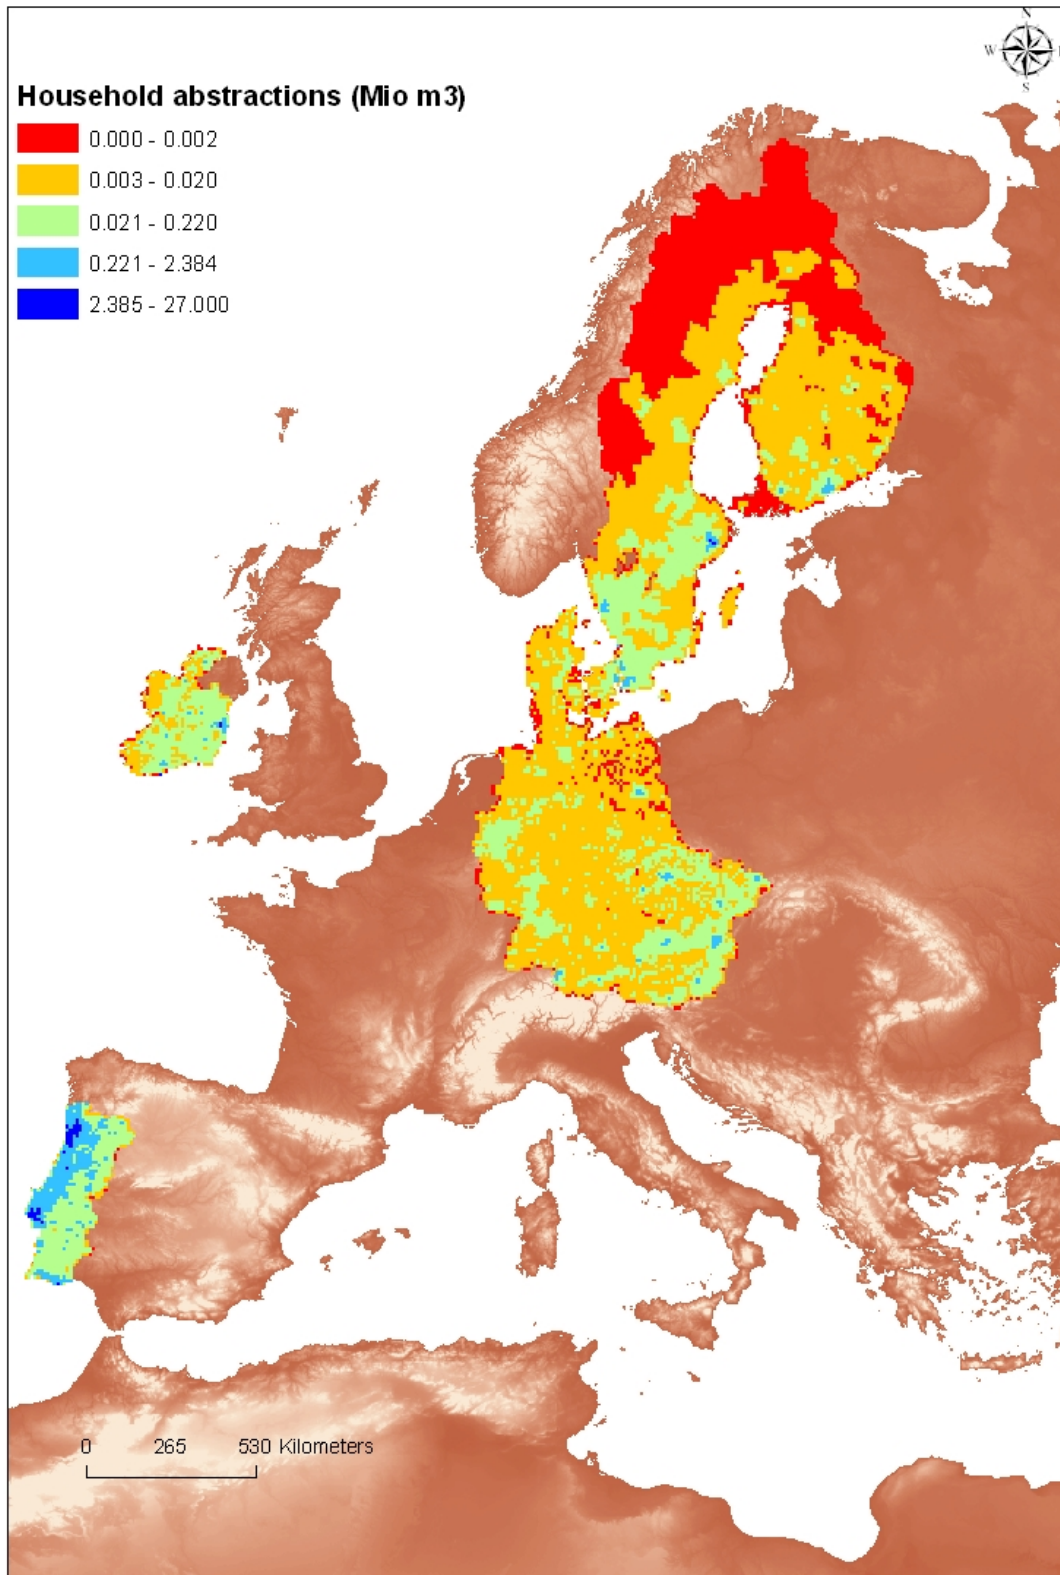 N
W
S
Household abstractions (Mio m3)
0.000 - 0.002
0.003 - 0.020
0.021 - 0.220
0.221 - 2.384
2.385 - 27.000
0 265 530 Kilometers